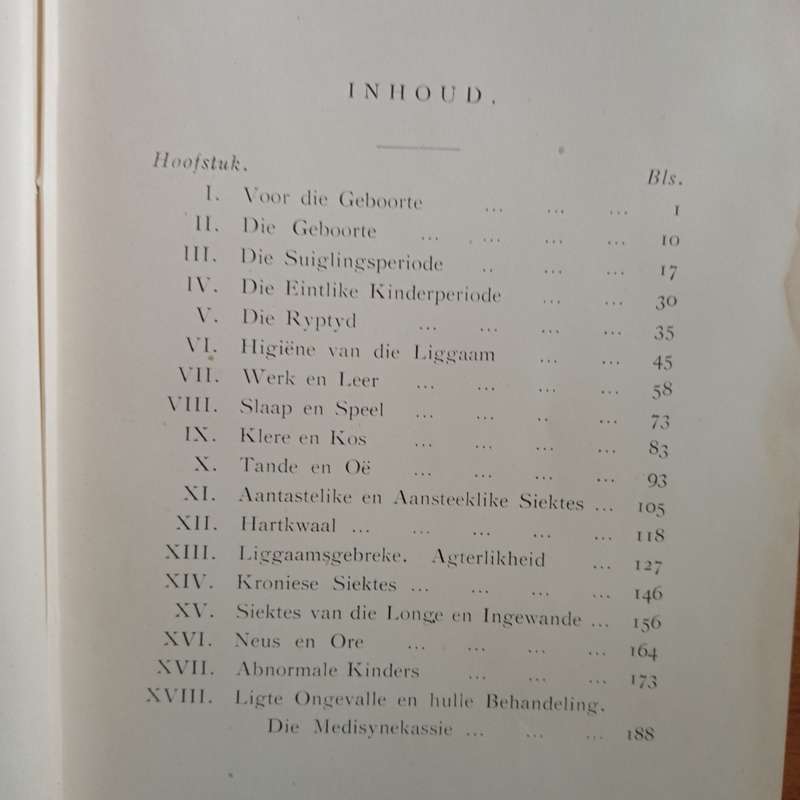 INHOUD.
Hoofstuk. Bls.
I. Voor die Geboorte ... ... ... 1
II. Die Geboorte ... ... ... ... 10
III. Die Suiglingsperiode .. ... ... 17
IV. Die Eintlike Kinderperiode ... ... 30
V. Die Ryptyd ... ... ... ... 35
VI. Higiëne van die Liggaam ... ... 45
VII. Werk en Leer ... ... ... ... 58
VIII. Slaap en Speel ... ... .. ... 73
IX. Klere en Kos ... ... ... ... 83
X. Tande en Oë ... ... ... ... 93
XI. Aantastelike en Aansteeklike Siektes ... 105
XII. Hartkwaal ... ... ... ... ... 118
XIII. Liggaamsgebreke. Agterlikheid ... 127
XIV. Kroniese Siektes ... ... ... ... 146
XV. Siektes van die Longe en Ingewande ... 156
XVI. Neus en Ore ... ... ... ... 164
XVII. Abnormale Kinders ... ... ... 173
XVIII. Ligte Ongevalle en hulle Behandeling.
Die Medisynekassie ... ... ... 188